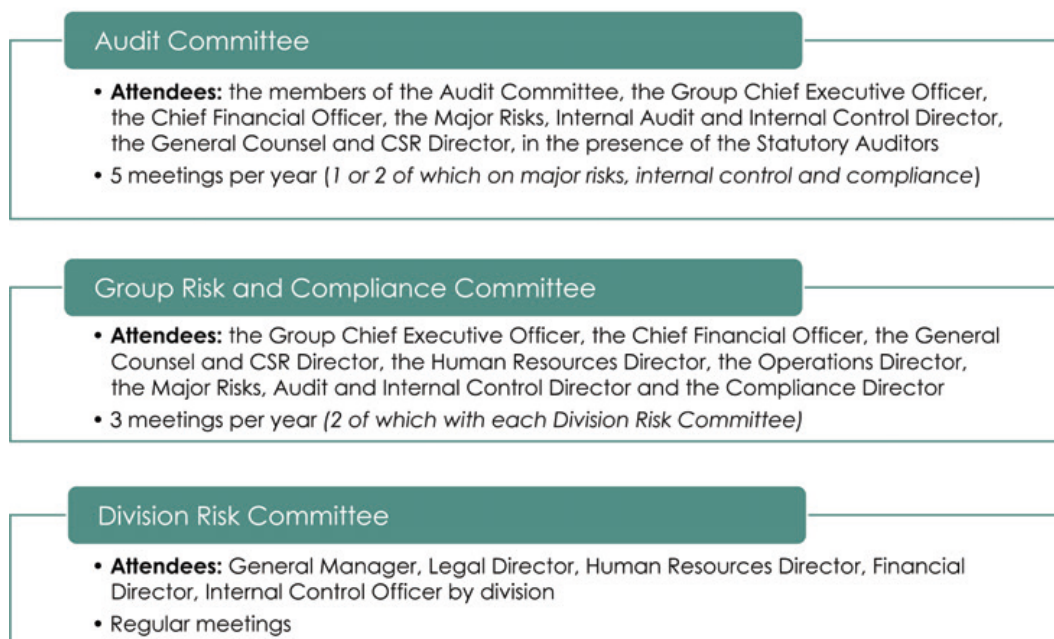 Audit Committee
• Attendees: the members of the Audit Committee, the Group Chief Executive Officer,
the Chief Financial Officer, the Major Risks, Internal Audit and Internal Control Director,
the General Counsel and CSR Director, in the presence of the Statutory Auditors
• 5 meetings per year (1 or 2 of which on major risks, internal control and compliance)
Group Risk and Compliance Committee
• Attendees: the Group Chief Executive Officer, the Chief Financial Officer, the General
Counsel and CSR Director, the Human Resources Director, the Operations Director,
the Major Risks, Audit and Internal Control Director and the Compliance Director
• 3 meetings per year (2 of which with each Division Risk Committee)
Division Risk Committee
• Attendees: General Manager, Legal Director, Human Resources Director, Financial
Director, Internal Control Officer by division
• Regular meetings